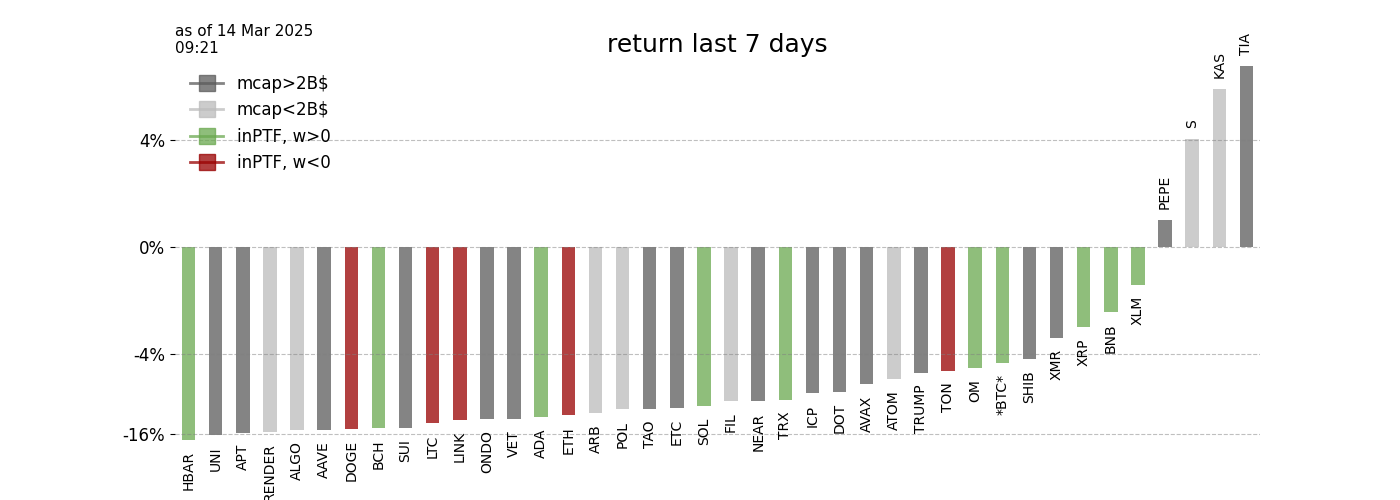 as of 14 Mar 2025
09:21
return last 7 days
mcap>2B$
mcap<2B$
inPTF, w>0
inPTF, w<0
4%
0%
-4%
-16%
HBAR
UNI
APT
RENDER
ALGO
AAVE
DOGE
BCH
SUI
LTC
LINK
ONDO
VET
ADA
ETH
ARB
POL
TAO
ETC
SOL
FIL
NEAR
TRX
ICP
DOT
AVAX
ATOM
TRUMP
TON
OM
*BTC*
SHIB
XMR
XRP
BNB
XLM
PEPE
S
KAS
TIA